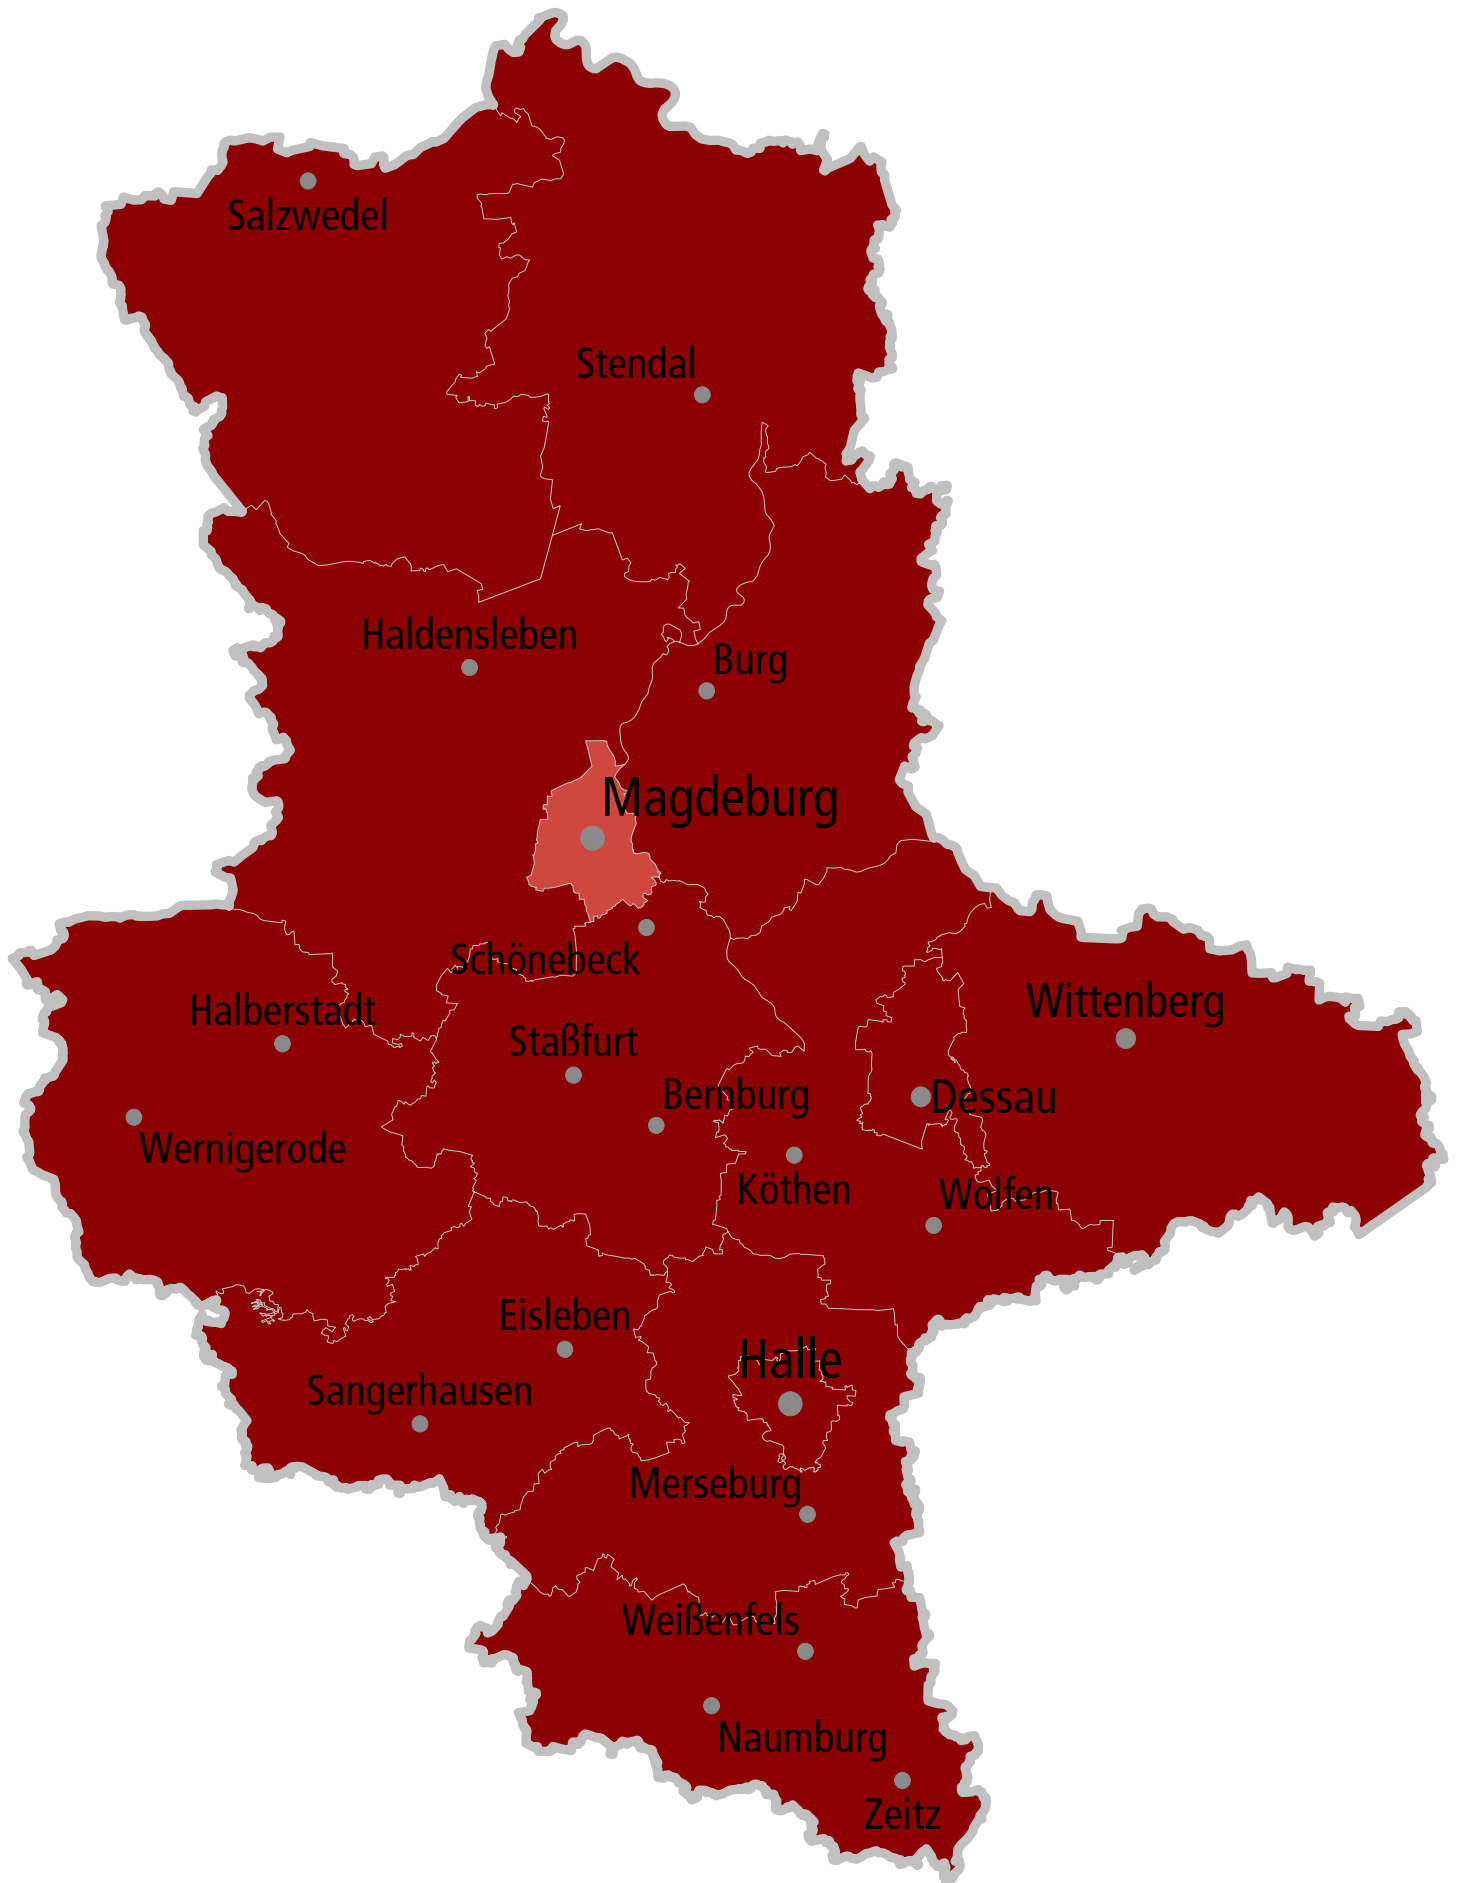 Salzwedel
Stendal
Haldensleben
Burg
Magdeburg
Schönebeck
Halberstadt
Wittenberg
Staßfurt
Bernburg
Dessau
Wernigerode
Köthen
Wolfen
Eisleben
Halle
Sangerhausen
Merseburg
Weißenfels
Naumburg
Zeitz